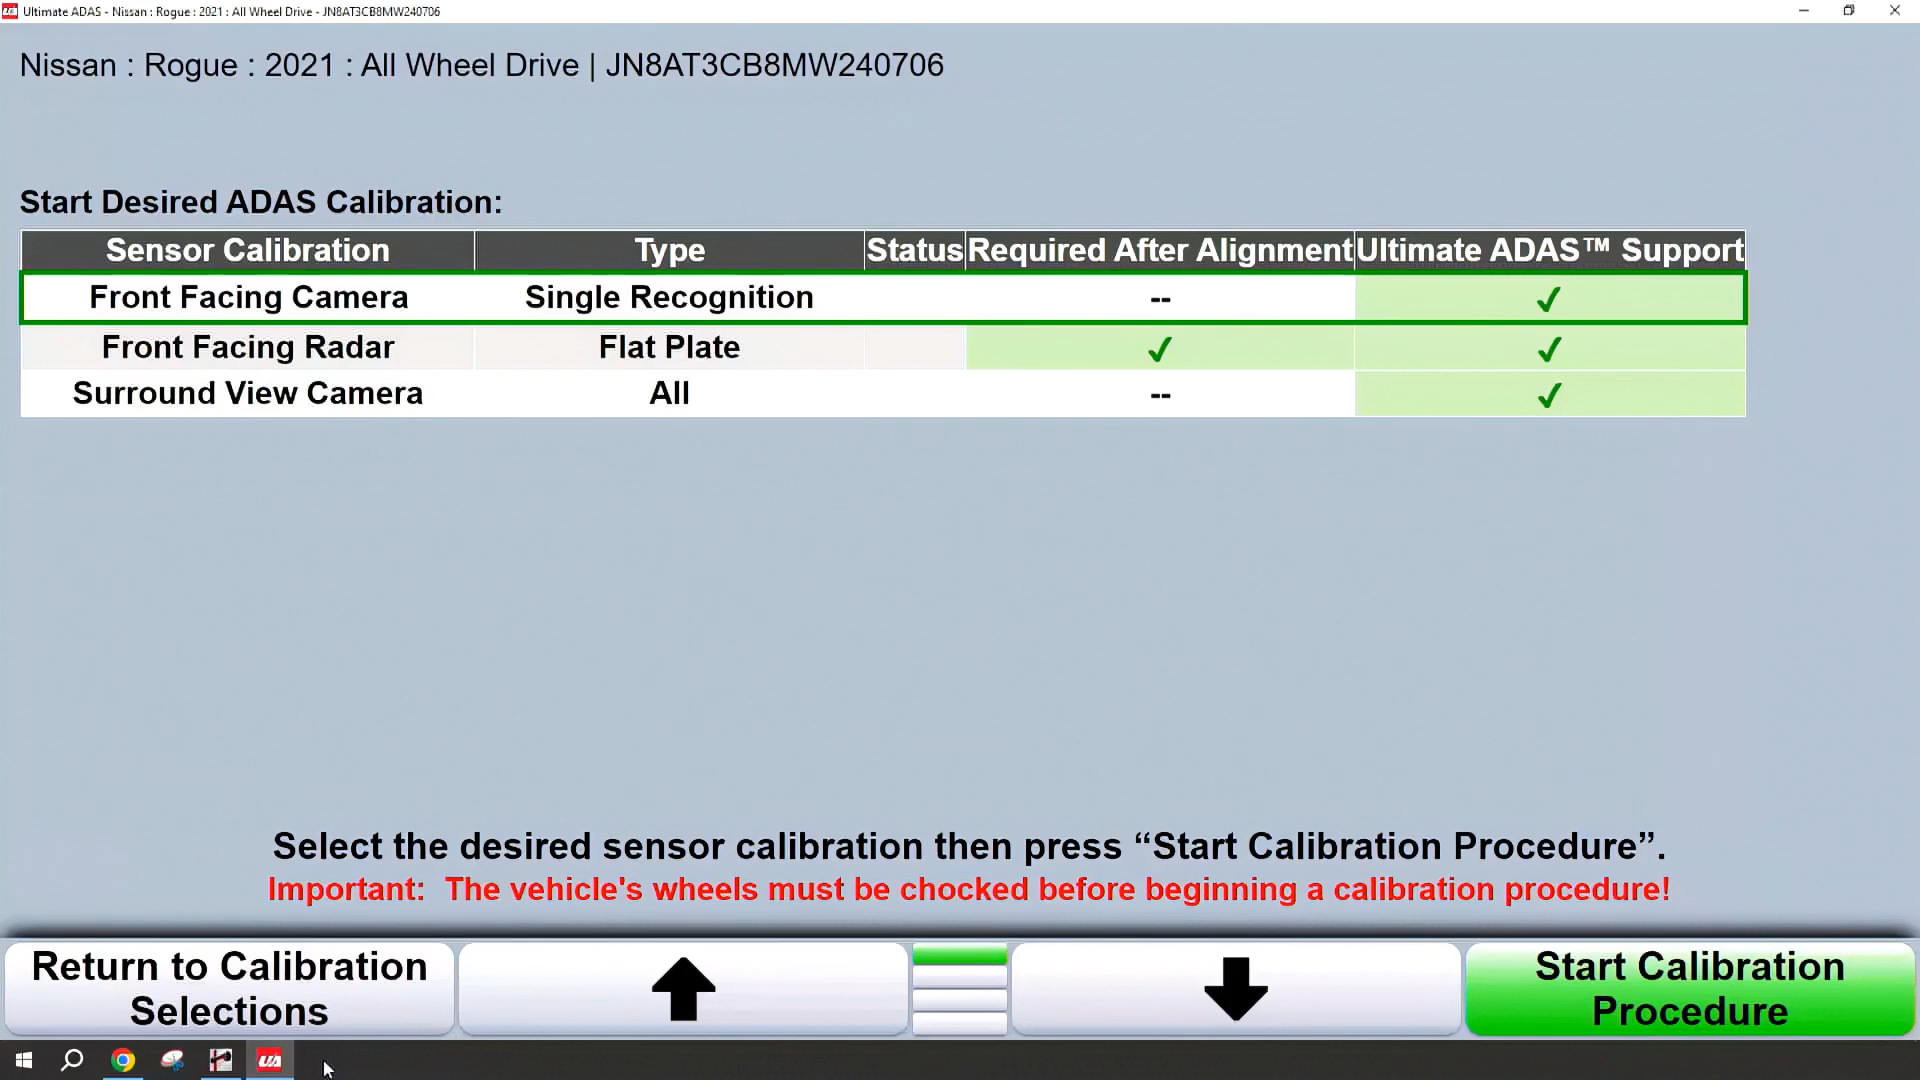 Ultimate ADAS - Nissan : Rogue : 2021 : All Wheel Drive - JN8AT3CB8MW240706
Nissan : Rogue : 2021 : All Wheel Drive | JN8AT3CB8MW240706
Start Desired ADAS Calibration:
Sensor Calibration Type Status Required After Alignment Ultimate ADAS™ Support
Front Facing Camera Single Recognition -- ✓
Front Facing Radar Flat Plate ✓ ✓
Surround View Camera All -- ✓
Select the desired sensor calibration then press “Start Calibration Procedure”.
Important: The vehicle's wheels must be chocked before beginning a calibration procedure!
Return to Calibration
Selections
Start Calibration
Procedure
UA